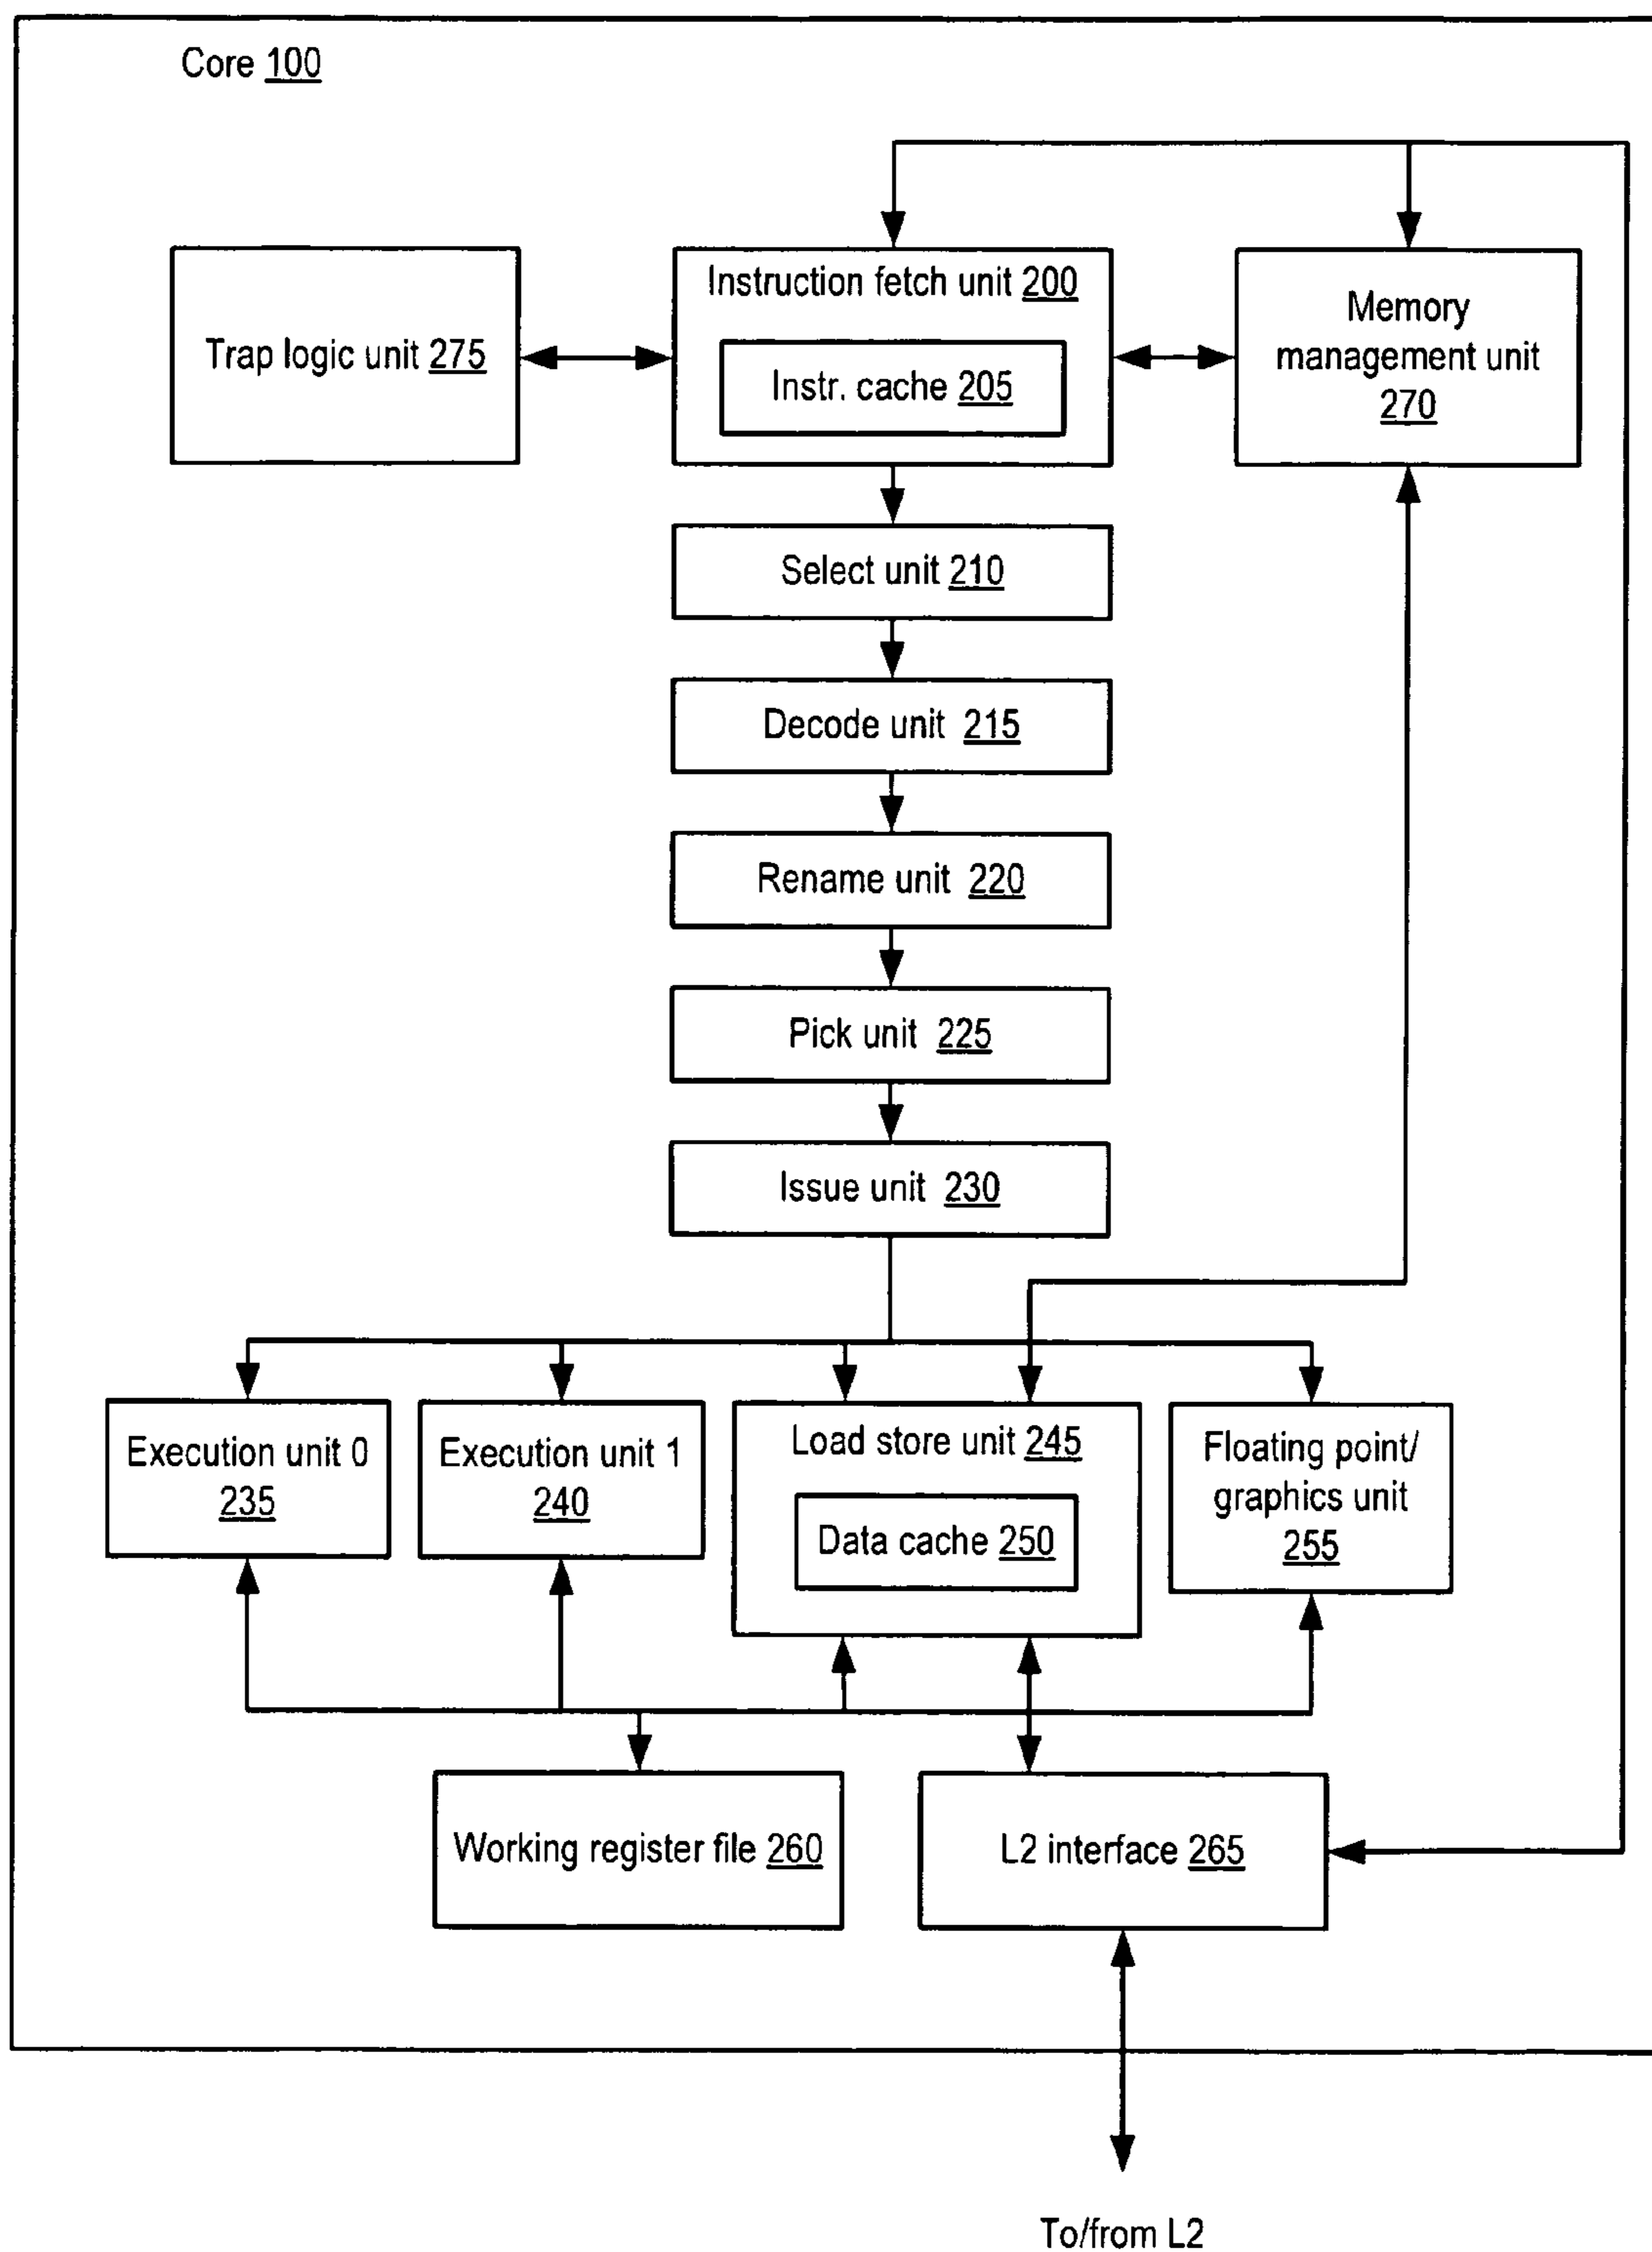 Core 100
Instruction fetch unit 200
Instr. cache 205
Trap logic unit 275
Memory
management unit
270
Select unit 210
Decode unit 215
Rename unit 220
Pick unit 225
Issue unit 230
Execution unit 0
235
Execution unit 1
240
Load store unit 245
Data cache 250
Floating point/
graphics unit
255
Working register file 260
L2 interface 265
To/from L2